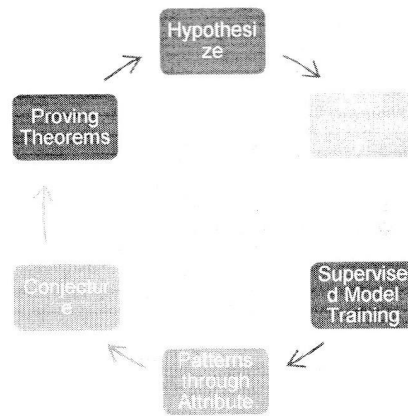 Hypothesi
ze
Supervise
d Model
Training
Patterns
through
Attribute
Conjectur
e
Proving
Theorems